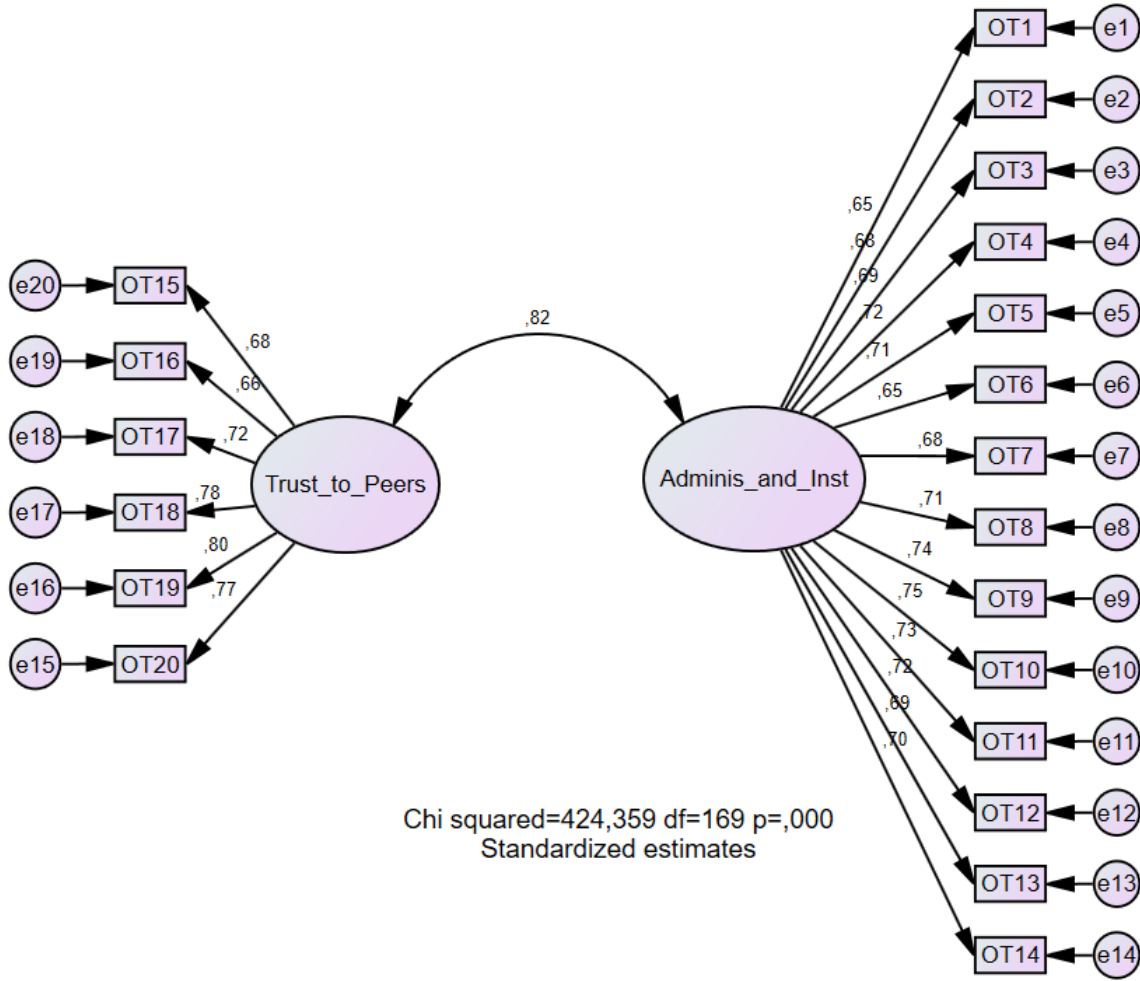 OT1 e1
OT2 e2
OT3 e3
OT4 e4
OT5 e5
OT6 e6
OT7 e7
OT8 e8
OT9 e9
OT10 e10
OT11 e11
OT12 e12
OT13 e13
OT14 e14
,65
,68
,69
,72
,71
,65
,68
,71
,74
,75
,73
,72
,69
,70
Adminis_and_Inst
,82
Trust_to_Peers
e20 OT15
e19 OT16
e18 OT17
e17 OT18
e16 OT19
e15 OT20
,68
,66
,72
,78
,80
,77
Chi squared=424,359 df=169 p=,000
Standardized estimates